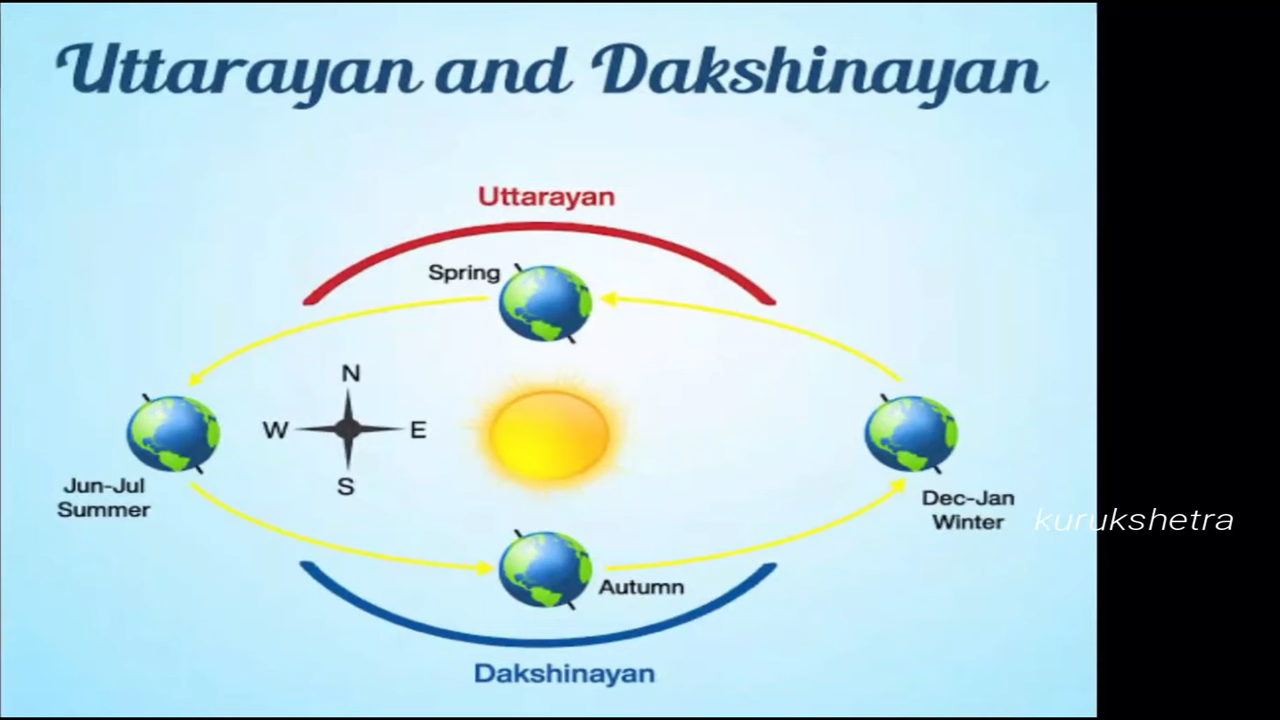 Uttarayan and Dakshinayan
Uttarayan
Spring
N
W
E
S
Jun-Jul
Summer
Dec-Jan
Winter
kurukshetra
Autumn
Dakshinayan